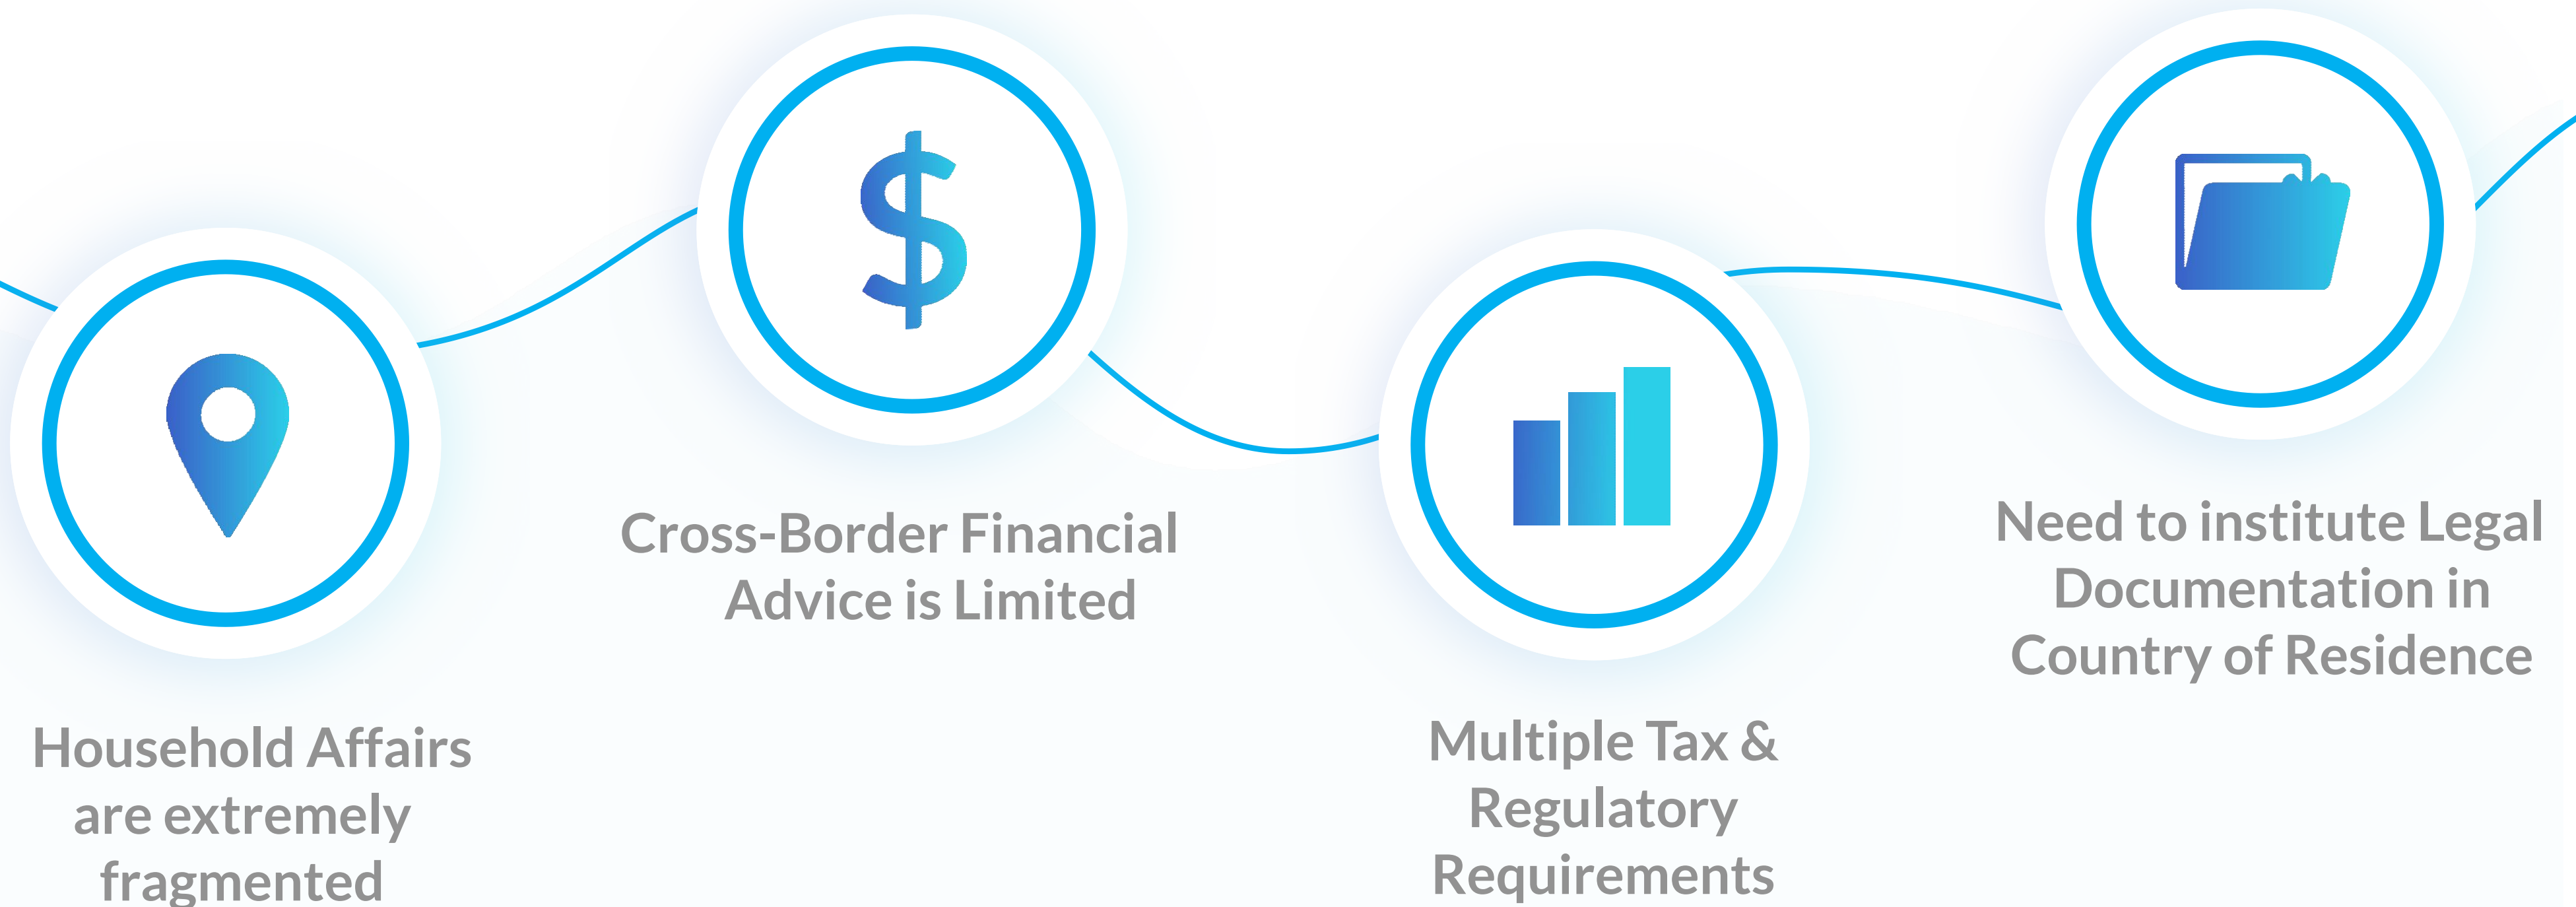 Household Affairs
are extremely
fragmented
Cross-Border Financial
Advice is Limited
Multiple Tax &
Regulatory
Requirements
Need to institute Legal
Documentation in
Country of Residence